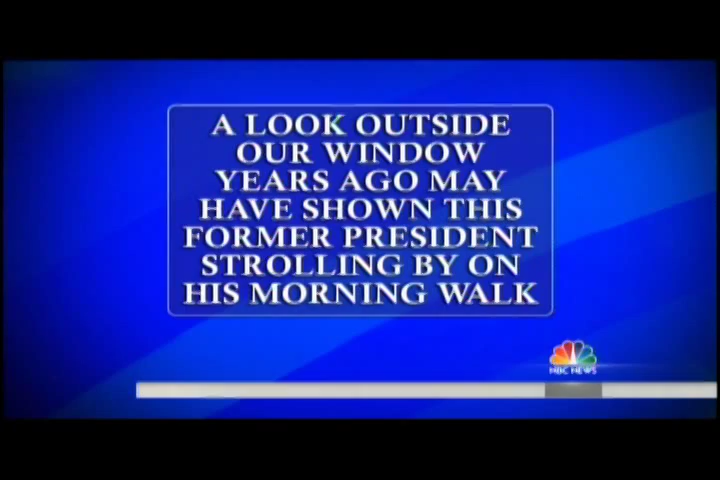 A LOOK OUTSIDE
OUR WINDOW
YEARS AGO MAY
HAVE SHOWN THIS
FORMER PRESIDENT
STROLLING BY ON
HIS MORNING WALK
NBC NEWS